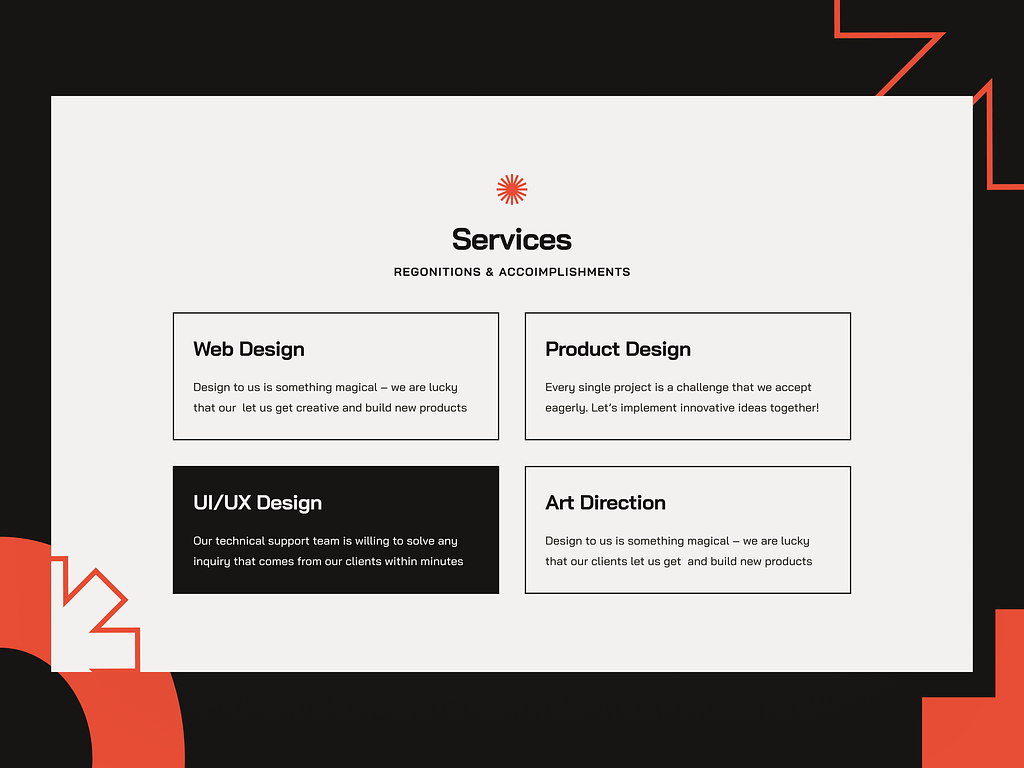 Services
REGONITIONS & ACCOIMPLISHMENTS
Web Design
Design to us is something magical – we are lucky
that our  let us get creative and build new products
Product Design
Every single project is a challenge that we accept
eagerly. Let’s implement innovative ideas together!
UI/UX Design
Our technical support team is willing to solve any
inquiry that comes from our clients within minutes
Art Direction
Design to us is something magical – we are lucky
that our clients let us get  and build new products